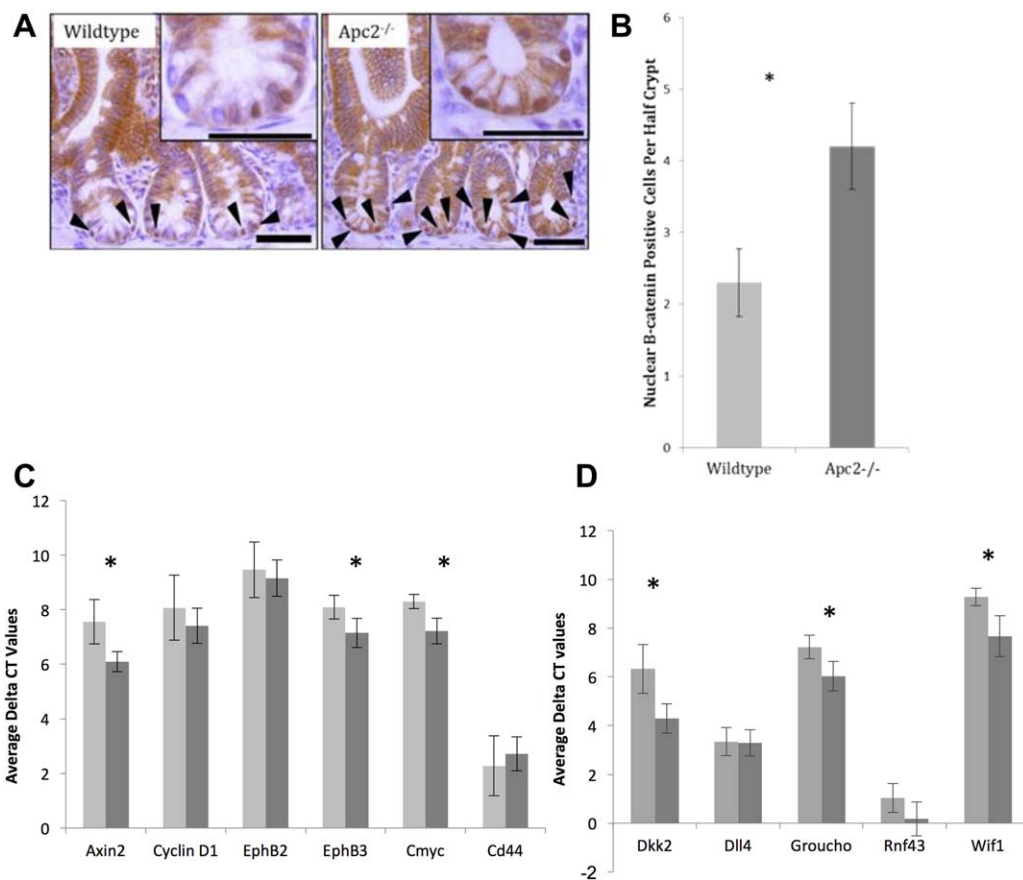 A
Wildtype
Apc2-/-
B
Nuclear B-catenin Positive Cells Per Half Crypt
6
5
4
3
2
1
0
*
Wildtype
Apc2-/-
C
Average Delta CT Values
12
10
8
6
4
2
0
*
*
*
Axin2
Cyclin D1
EphB2
EphB3
Cmyc
Cd44
D
Average Delta CT values
12
10
8
6
4
2
0
-2
*
*
*
Dkk2
Dll4
Groucho
Rnf43
Wif1